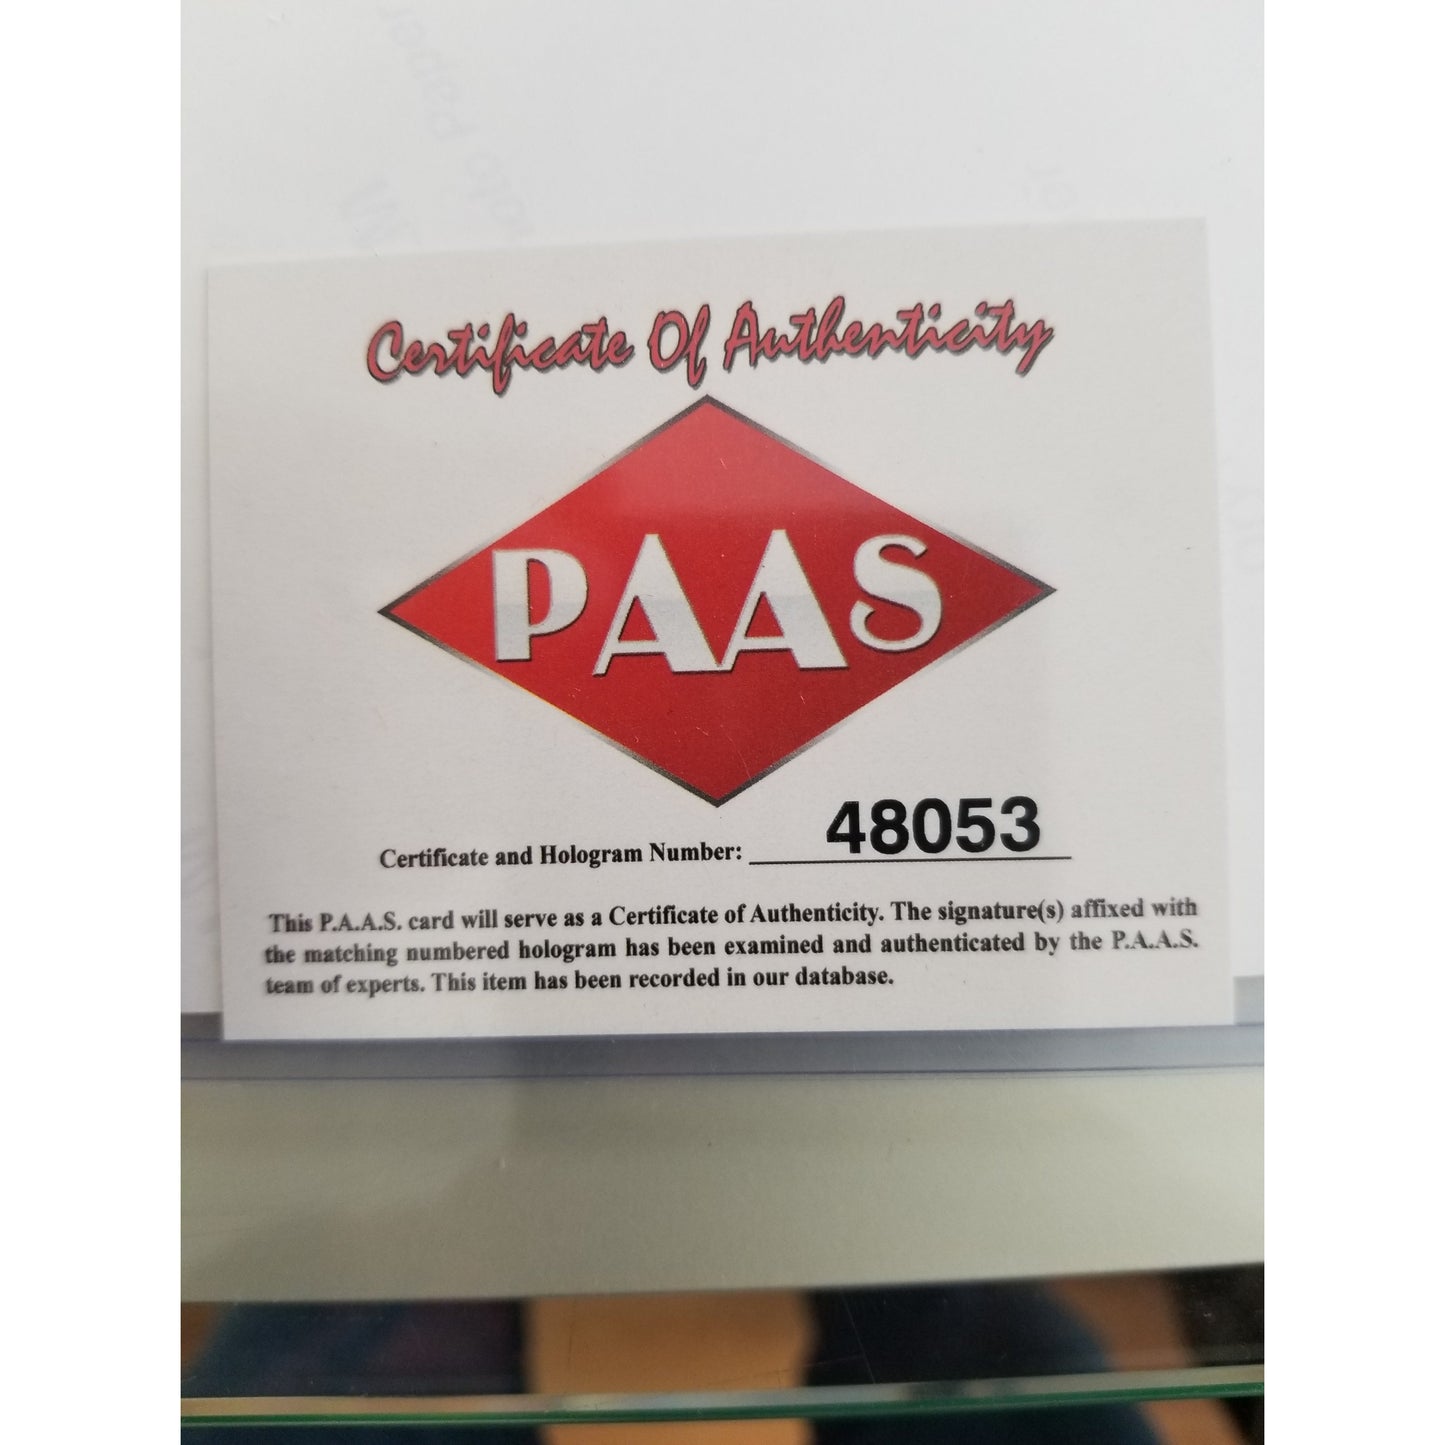 Certificate Of Authenticity
PAAS
Certificate and Hologram Number: 48053
This P.A.A.S. card will serve as a Certificate of Authenticity. The signature(s) affixed with
the matching numbered hologram has been examined and authenticated by the P.A.A.S.
team of experts. This item has been recorded in our database.